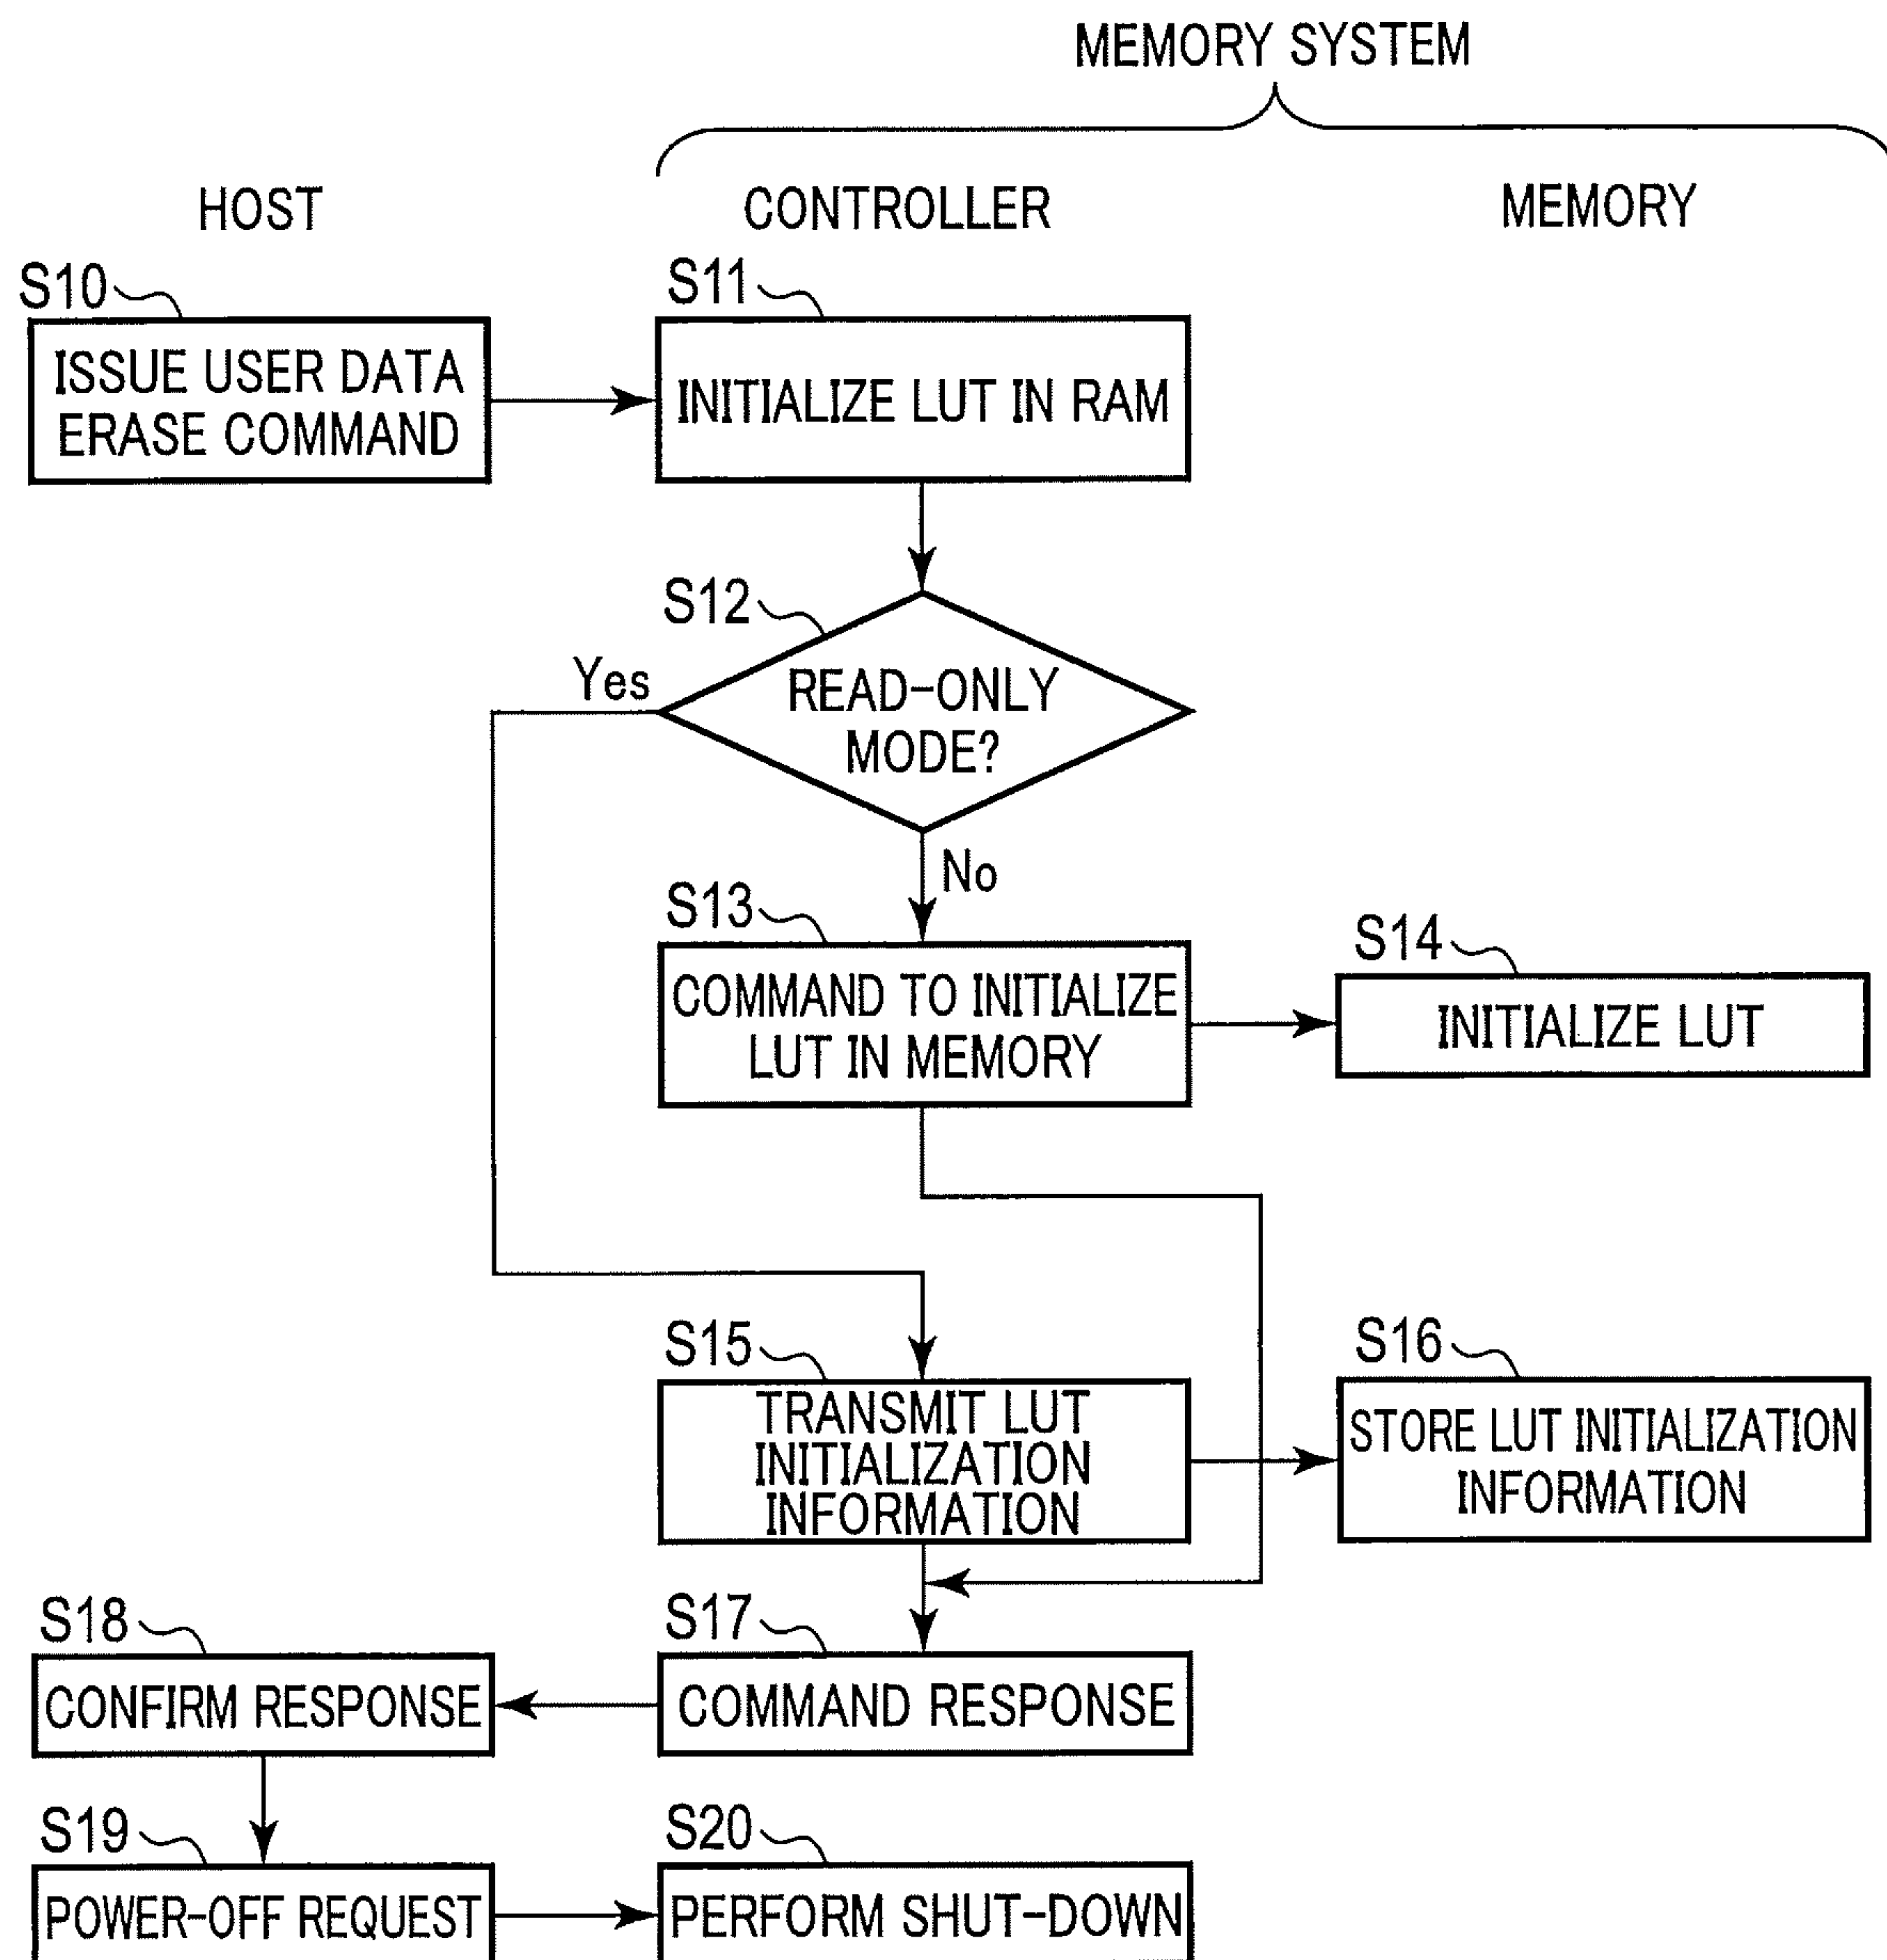 MEMORY SYSTEM
HOST
CONTROLLER
MEMORY
S10
ISSUE USER DATA
ERASE COMMAND
S11
INITIALIZE LUT IN RAM
S12
READ-ONLY
MODE?
Yes
No
S13
COMMAND TO INITIALIZE
LUT IN MEMORY
S14
INITIALIZE LUT
S15
TRANSMIT LUT
INITIALIZATION
INFORMATION
S16
STORE LUT INITIALIZATION
INFORMATION
S17
COMMAND RESPONSE
S18
CONFIRM RESPONSE
S19
POWER-OFF REQUEST
S20
PERFORM SHUT-DOWN